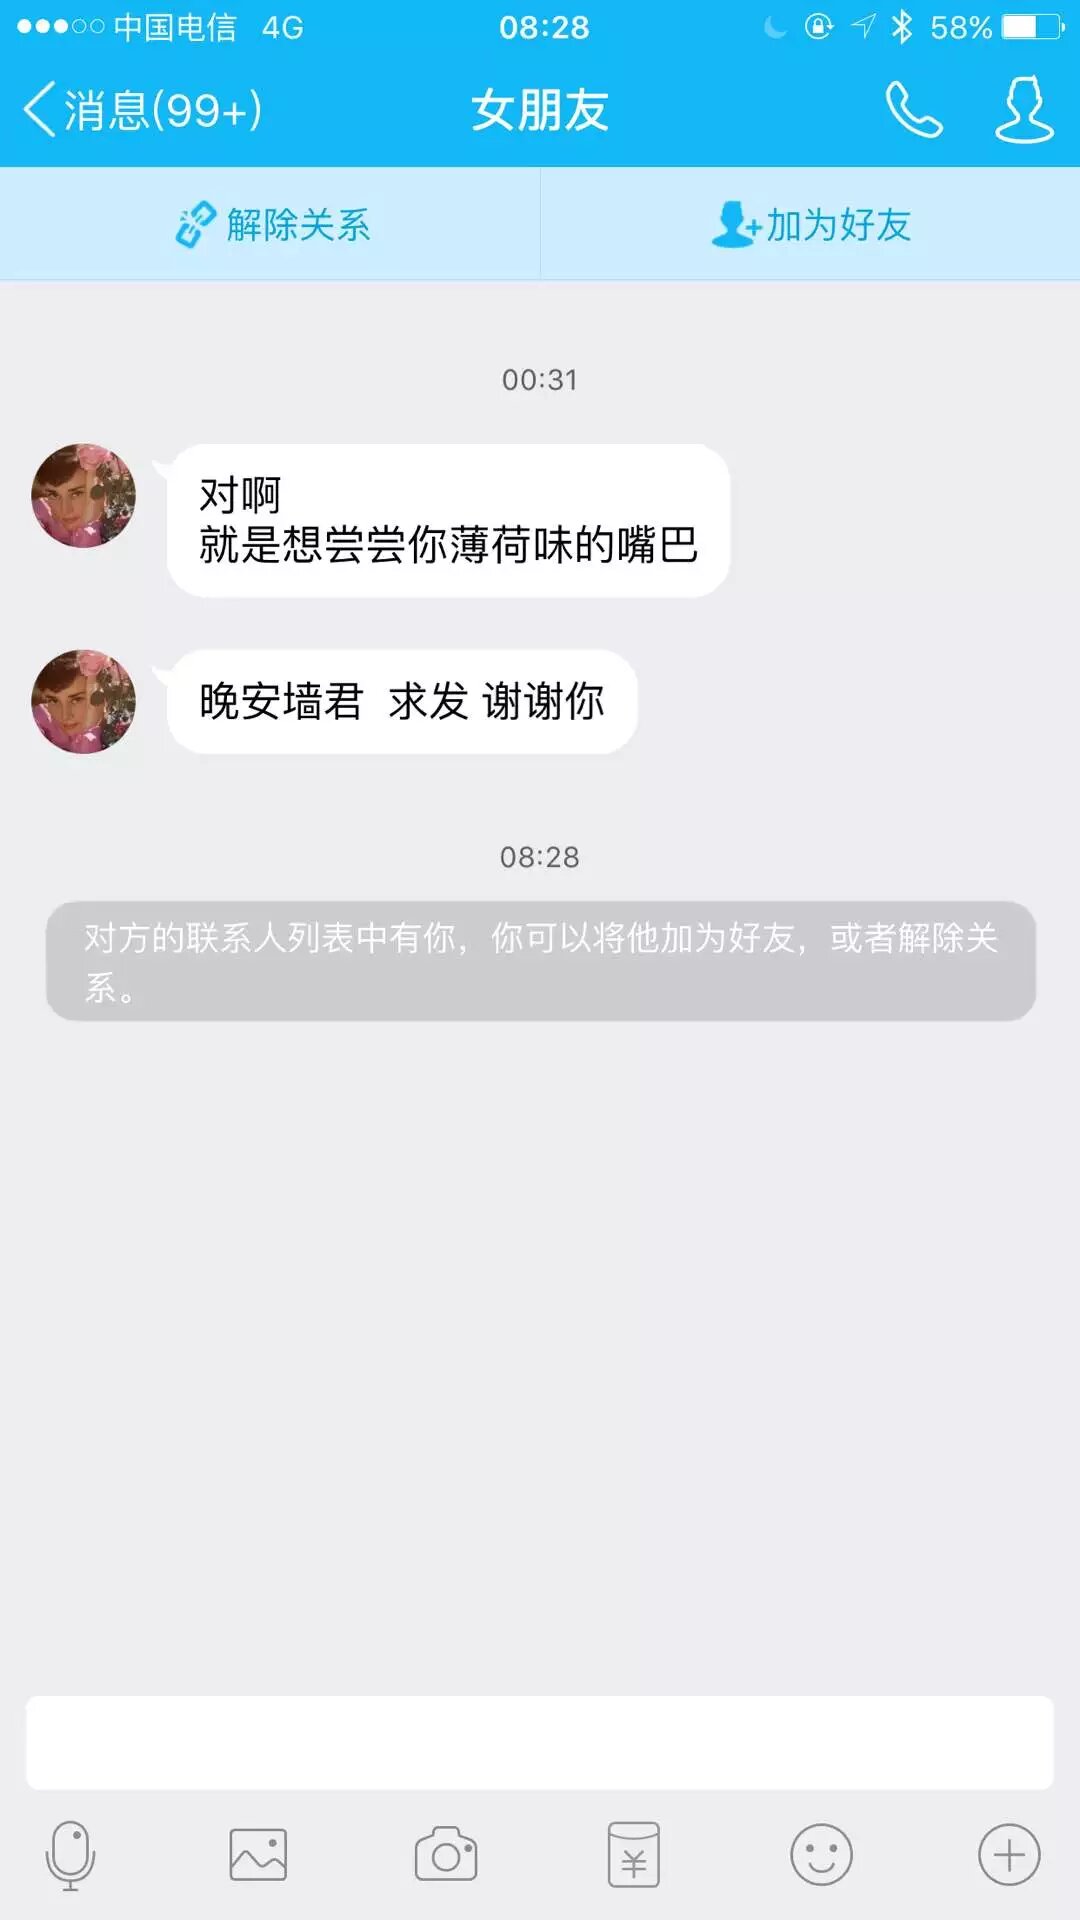 中国电信 4G 08:28 58%
消息(99+) 女朋友
解除关系 加为好友
00:31
对啊
就是想尝尝你薄荷味的嘴巴
晚安墙君 求发 谢谢你
08:28
对方的联系人列表中有你，你可以将他加为好友，或者解除关
系。
¥